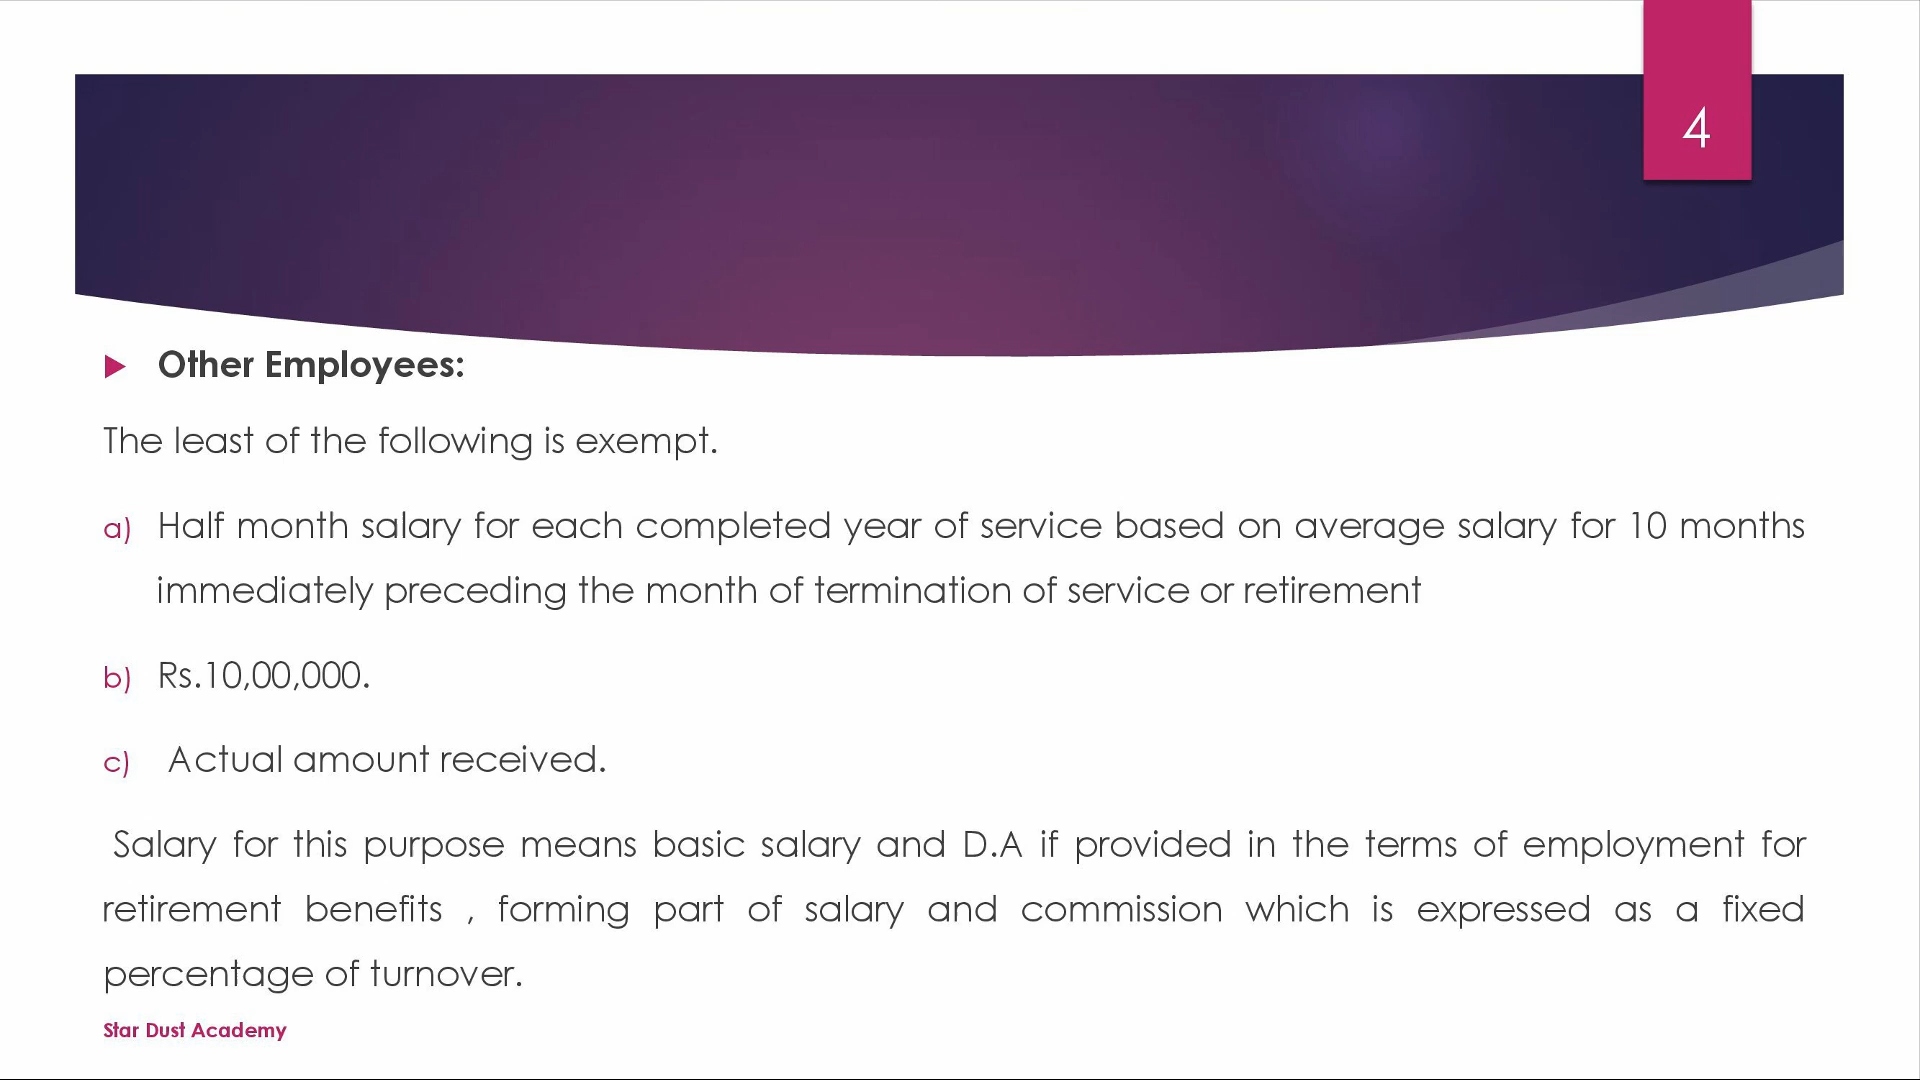 4
Other Employees:
The least of the following is exempt.
a) Half month salary for each completed year of service based on average salary for 10 months
immediately preceding the month of termination of service or retirement
b) Rs.10,00,000.
c) Actual amount received.
Salary for this purpose means basic salary and D.A if provided in the terms of employment for
retirement benefits , forming part of salary and commission which is expressed as a fixed
percentage of turnover.
Star Dust Academy